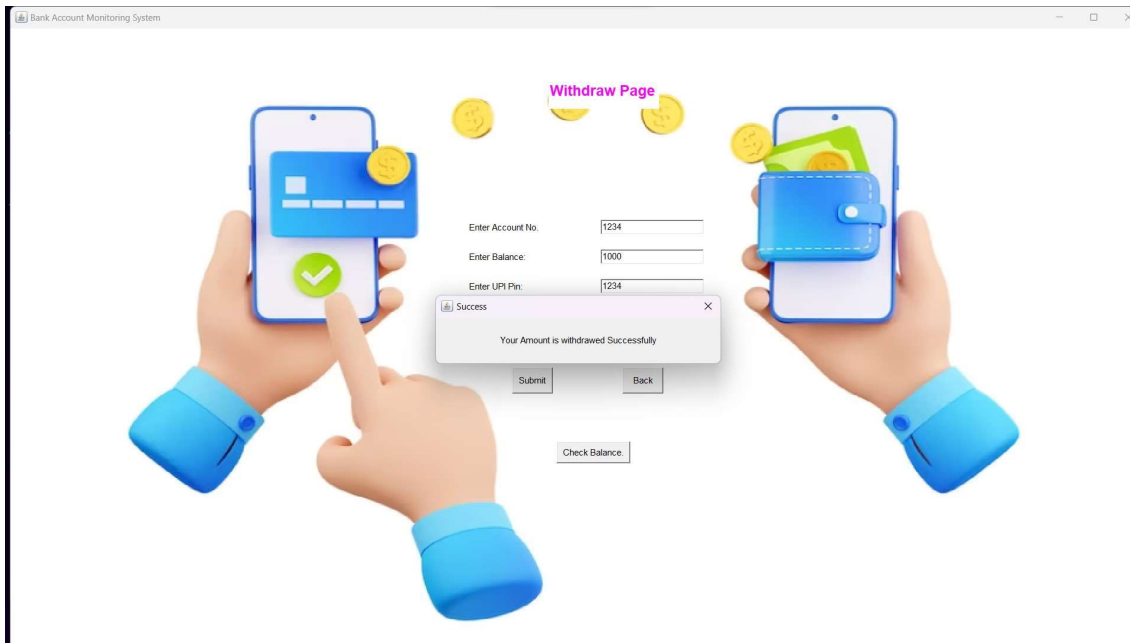 Bank Account Monitoring System
Withdraw Page
Enter Account No. 1234
Enter Balance: 1000
Enter UPI Pin: 1234
Success
Your Amount is withdrawed Successfully
Submit Back
Check Balance.